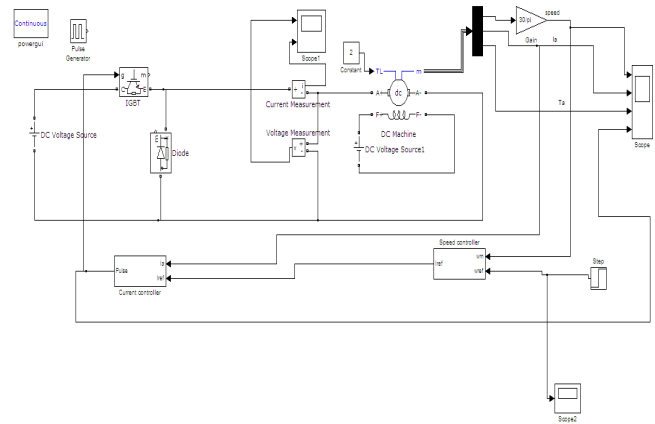 Continuous
powergui
Pulse
Generator
g
m
C
E
IGBT
Scope1
2
Constant
TL
m
30/pi
speed
Gain
Ia
Scope
+
i
-
Current Measurement
A+
dc
A-
F+
F-
DC Machine
DC Voltage Source
Diode
Voltage Measurement
+
v
-
DC Voltage Source1
Ta
Speed controller
Step
Pulse
Ia
Iref
Current controller
Iref
wm
wref
Scope2